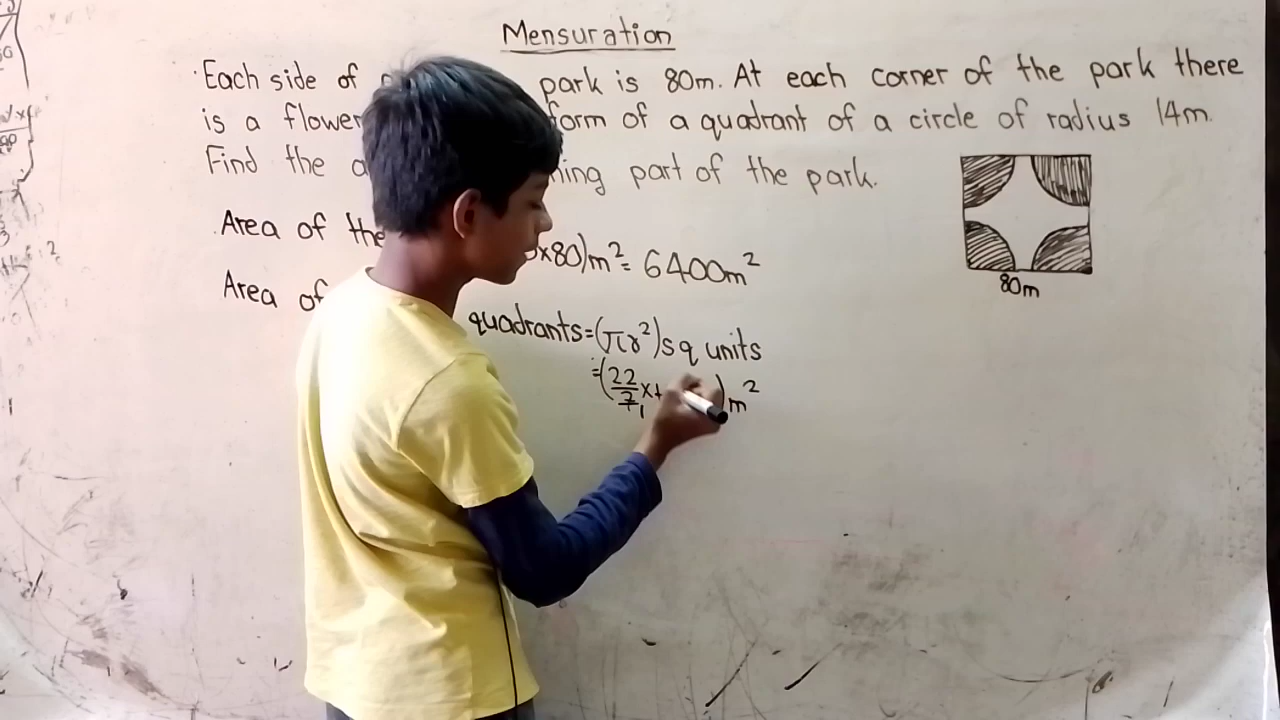 Mensuration
Each side of park is 80m. At each corner of the park there
is a flower form of a quadrant of a circle of radius 14m.
Find the a ning part of the park.
Area of the x80)m²= 6400m²
Area of
quadrants=(πr²)sq units
=(22/7 x m²
1
80m